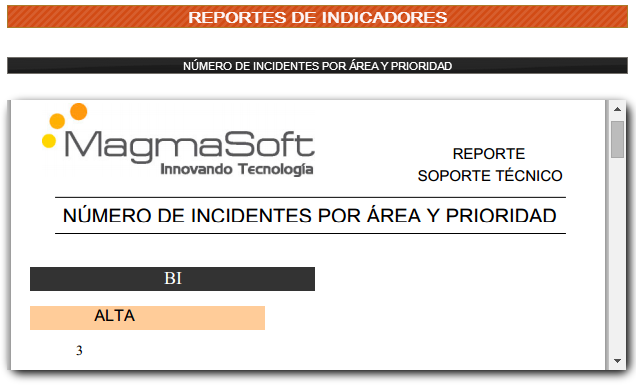 REPORTES DE INDICADORES
NÚMERO DE INCIDENTES POR ÁREA Y PRIORIDAD
MagmaSoft
Innovando Tecnología
REPORTE
SOPORTE TÉCNICO
NÚMERO DE INCIDENTES POR ÁREA Y PRIORIDAD
BI
ALTA
3